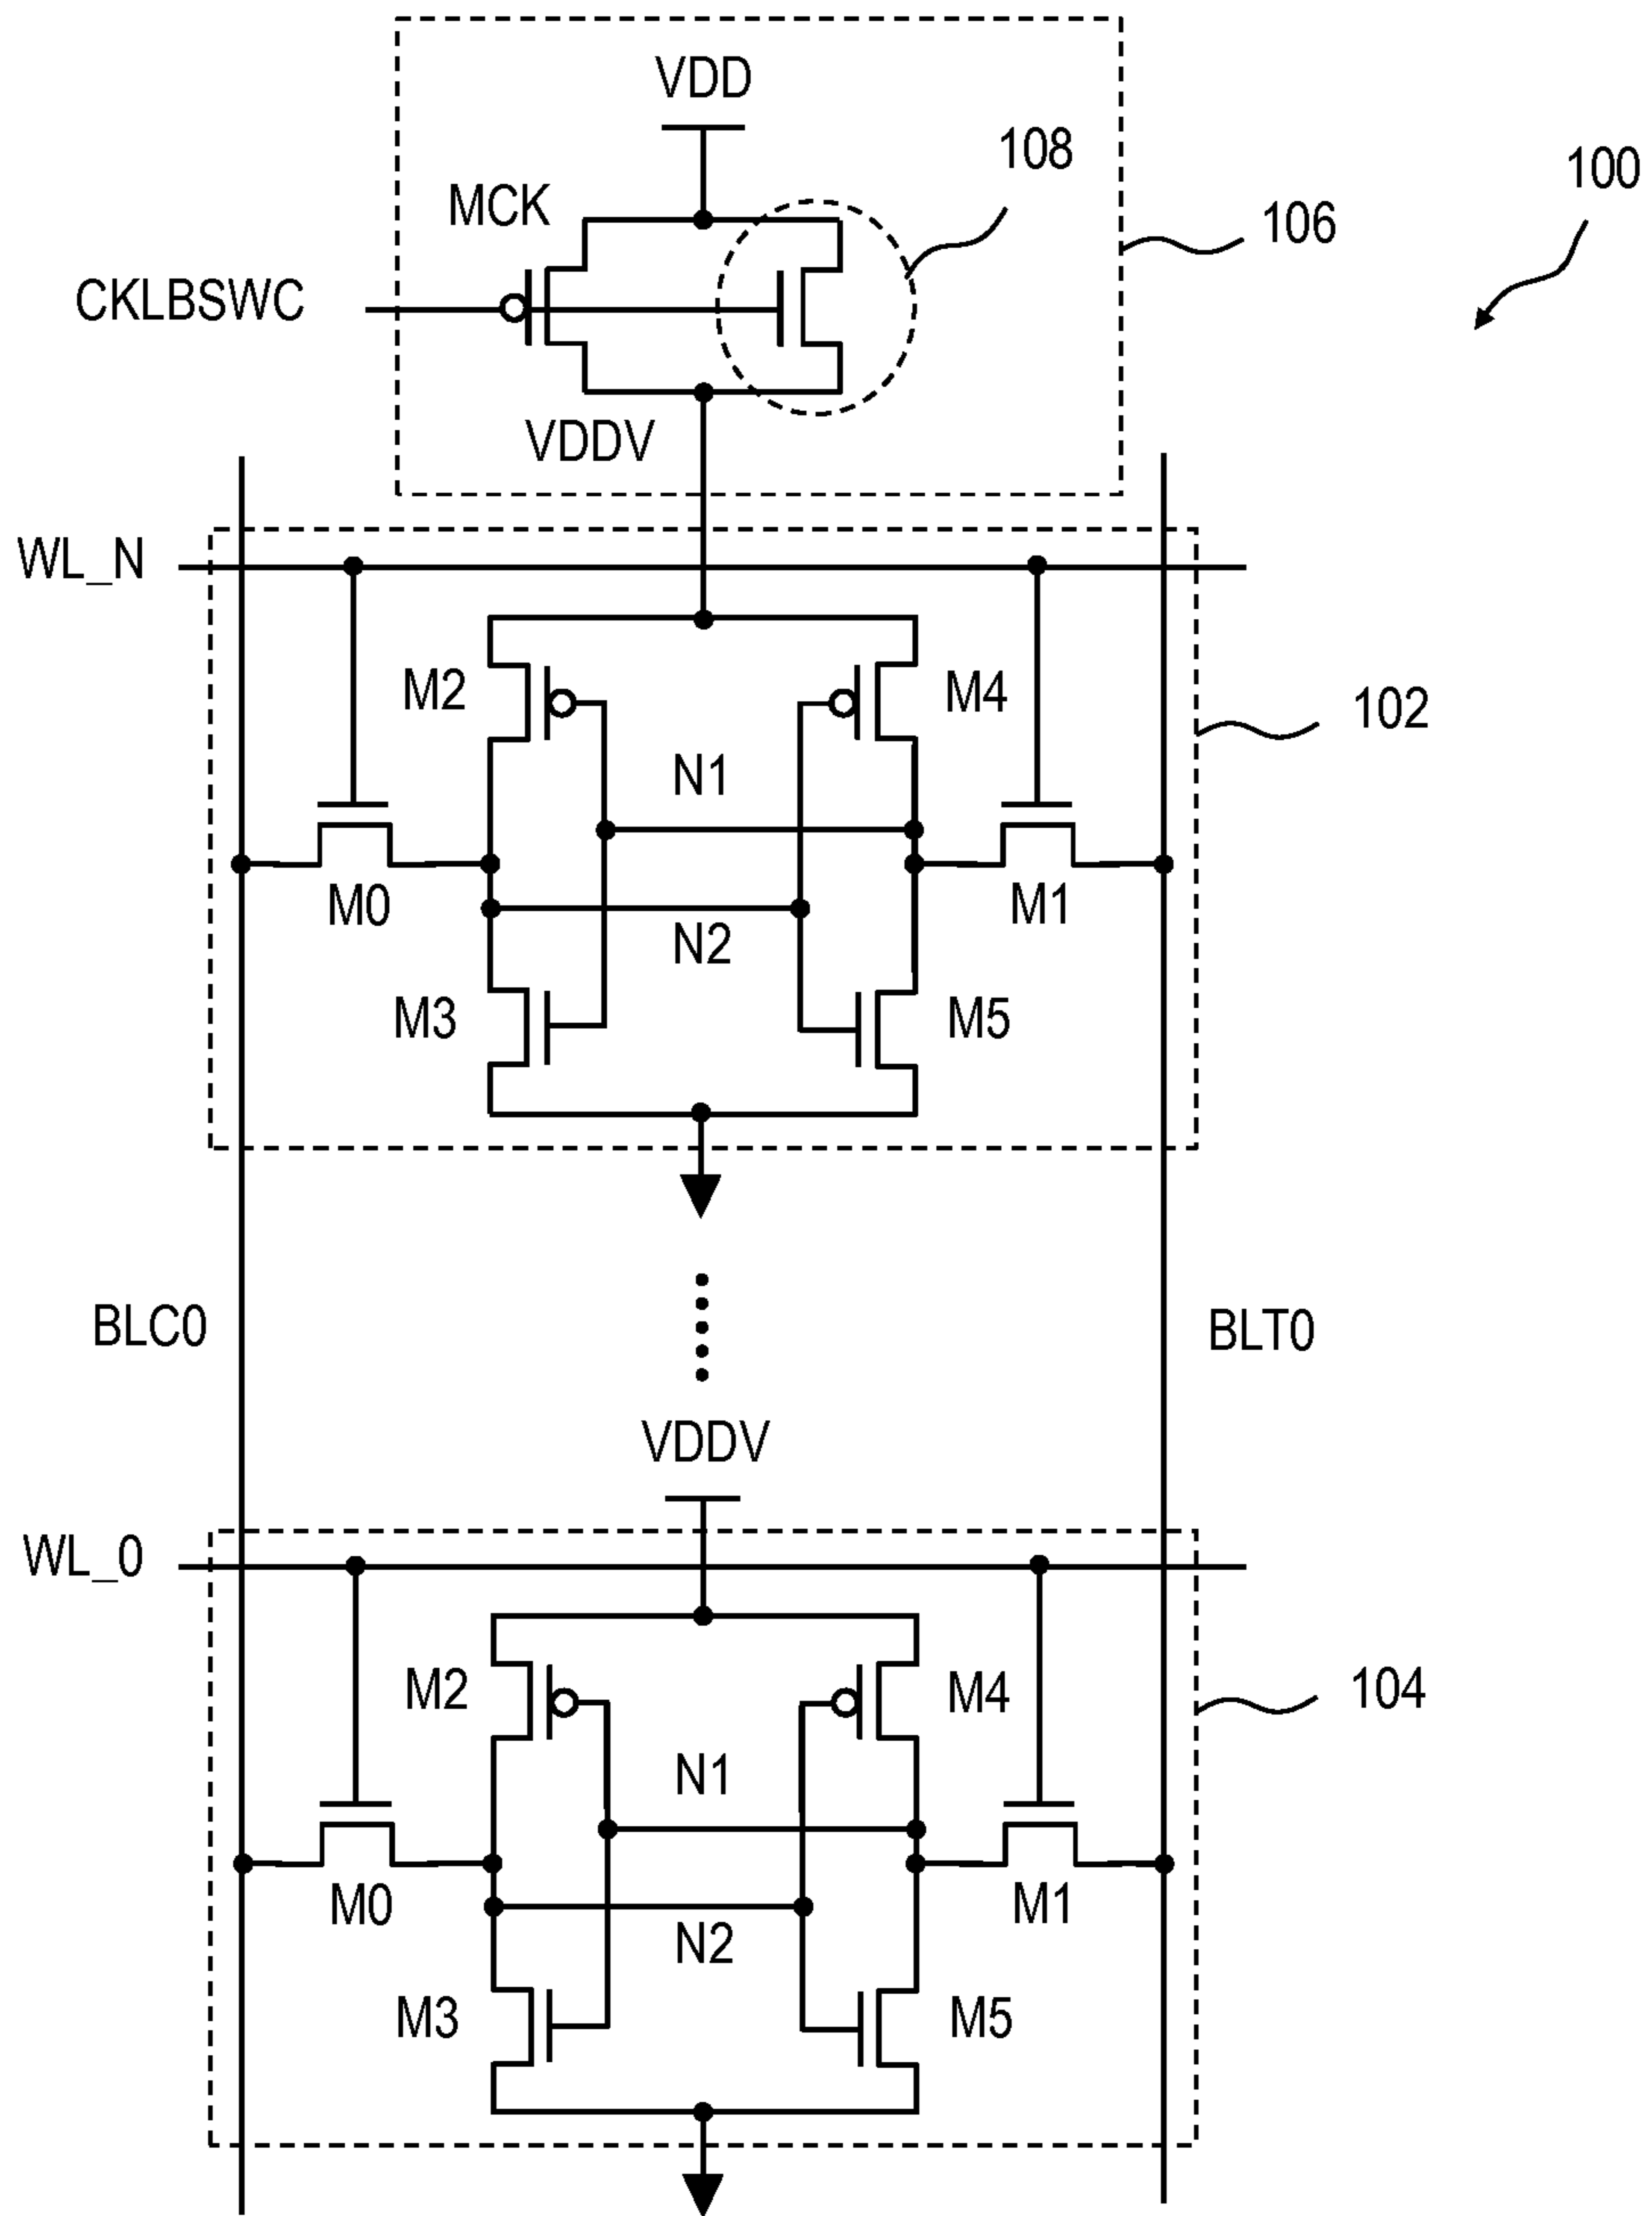 VDD
108
100
MCK
106
CKLBSWC
VDDV
WL_N
M2
M4
102
N1
M0
M1
N2
M3
M5
BLC0
BLT0
VDDV
WL_0
M2
M4
104
N1
M0
M1
N2
M3
M5